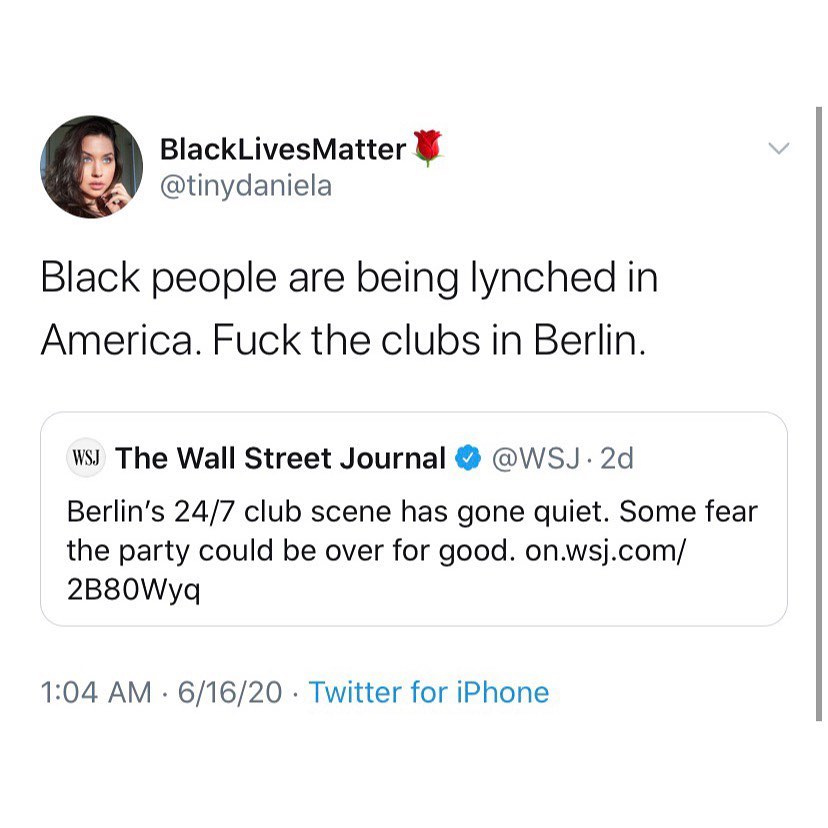 BlackLivesMatter🌹
@tinydaniela
Black people are being lynched in
America. Fuck the clubs in Berlin.
WSJ The Wall Street Journal @WSJ · 2d
Berlin's 24/7 club scene has gone quiet. Some fear
the party could be over for good. on.wsj.com/
2B80Wyq
1:04 AM · 6/16/20 · Twitter for iPhone